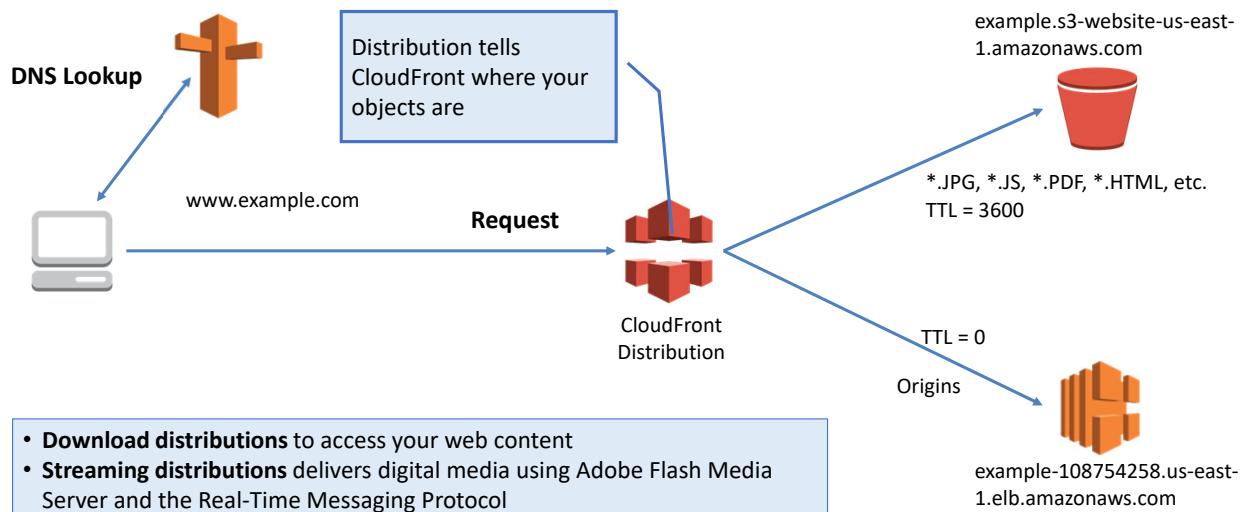 DNS Lookup
Distribution tells
CloudFront where your
objects are
example.s3-website-us-east-
1.amazonaws.com
*.JPG, *.JS, *.PDF, *.HTML, etc.
TTL = 3600
www.example.com
Request
CloudFront
Distribution
TTL = 0
Origins
example-108754258.us-east-
1.elb.amazonaws.com
• Download distributions to access your web content
• Streaming distributions delivers digital media using Adobe Flash Media
Server and the Real-Time Messaging Protocol